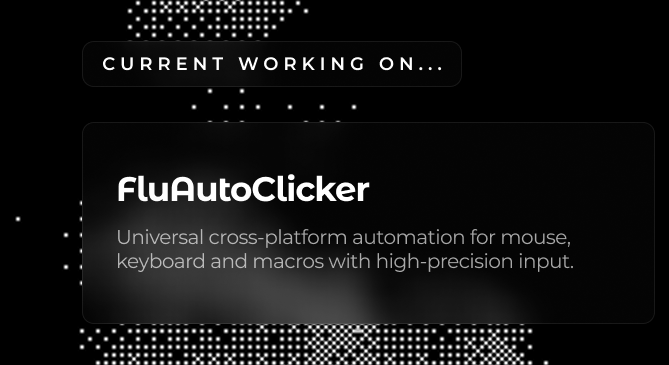 CURRENT WORKING ON...
FluAutoClicker
Universal cross-platform automation for mouse,
keyboard and macros with high-precision input.